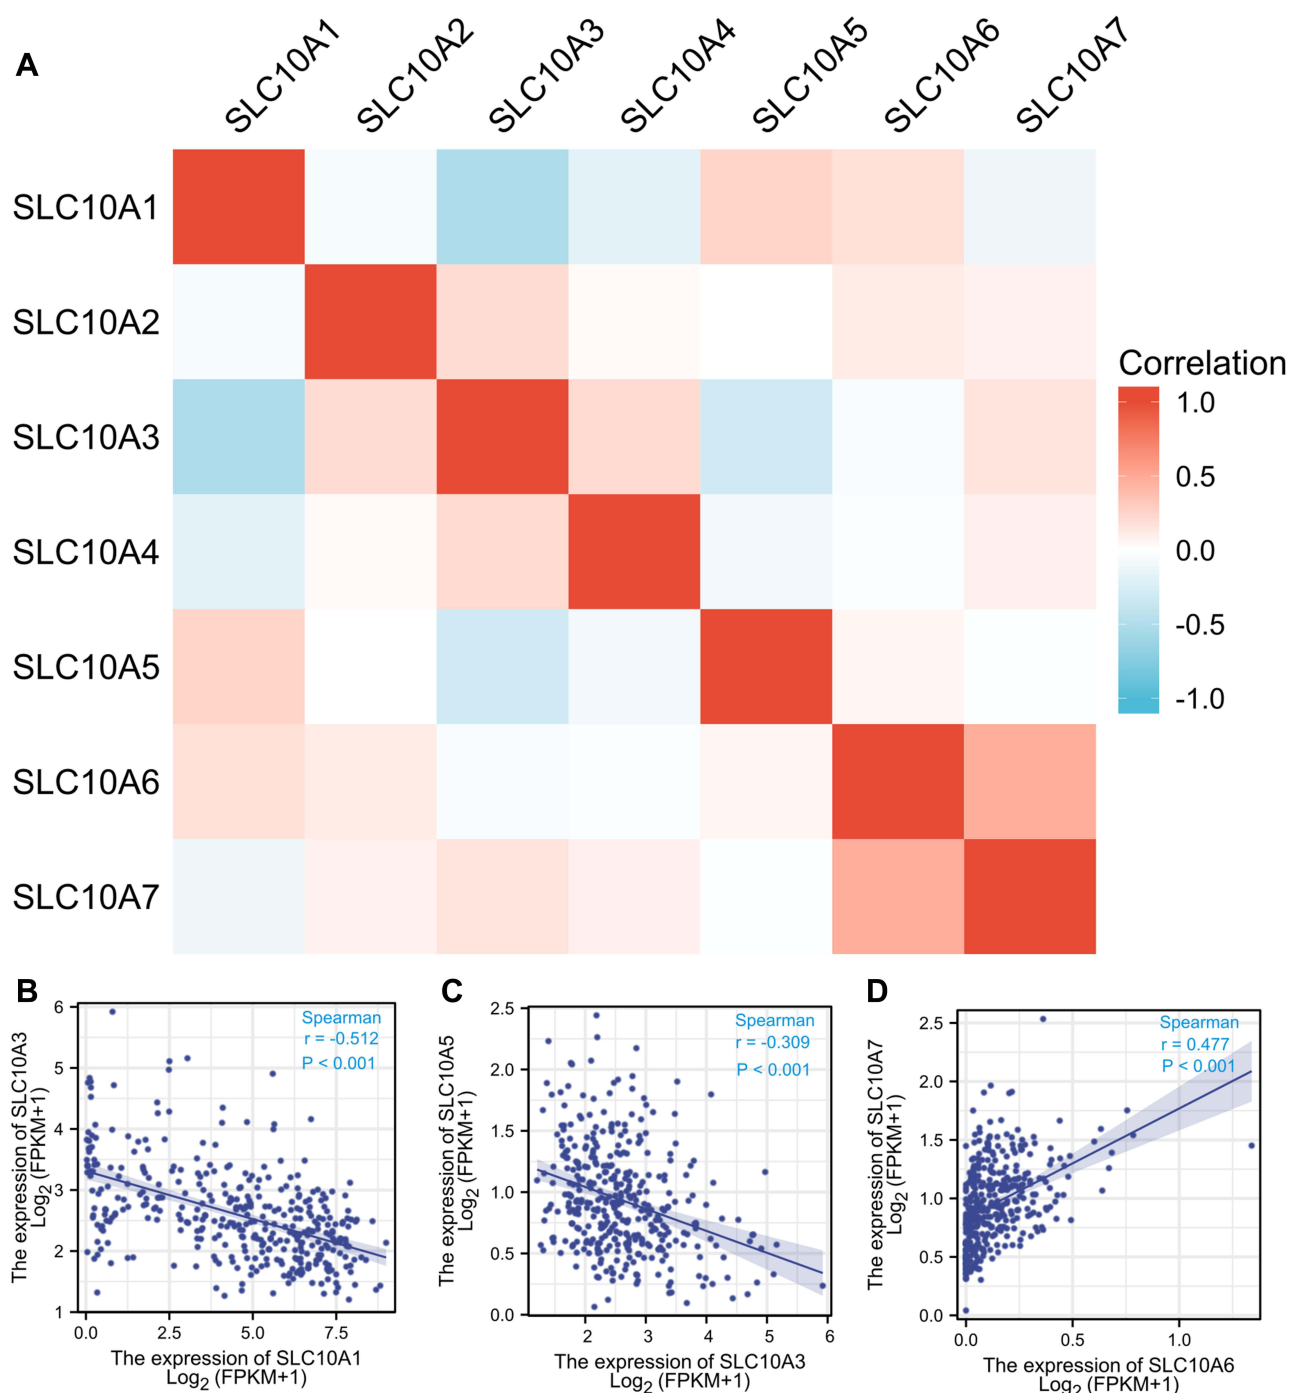 A
SLC10A1 SLC10A2 SLC10A3 SLC10A4 SLC10A5 SLC10A6 SLC10A7
SLC10A1
SLC10A2
SLC10A3
SLC10A4
SLC10A5
SLC10A6
SLC10A7
Correlation
1.0
0.5
0.0
-0.5
-1.0
B
The expression of SLC10A3
Log2 (FPKM+1)
6
5
4
3
2
1
Spearman
r = -0.512
P < 0.001
0.0 2.5 5.0 7.5
The expression of SLC10A1
Log2 (FPKM+1)
C
The expression of SLC10A5
Log2 (FPKM+1)
2.5
2.0
1.5
1.0
0.5
0.0
Spearman
r = -0.309
P < 0.001
2 3 4 5 6
The expression of SLC10A3
Log2 (FPKM+1)
D
The expression of SLC10A7
Log2 (FPKM+1)
2.5
2.0
1.5
1.0
0.5
0.0
Spearman
r = 0.477
P < 0.001
0.0 0.5 1.0
The expression of SLC10A6
Log2 (FPKM+1)